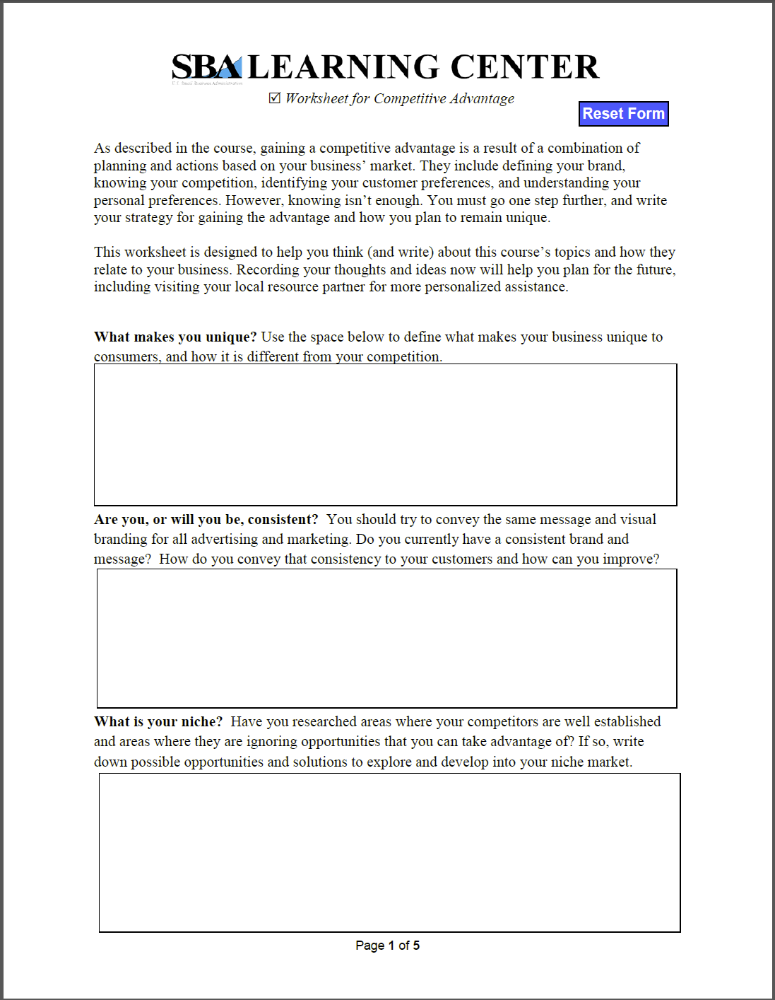 SBA LEARNING CENTER
U.S. Small Business Administration
☑ Worksheet for Competitive Advantage
Reset Form
As described in the course, gaining a competitive advantage is a result of a combination of
planning and actions based on your business’ market. They include defining your brand,
knowing your competition, identifying your customer preferences, and understanding your
personal preferences. However, knowing isn’t enough. You must go one step further, and write
your strategy for gaining the advantage and how you plan to remain unique.
This worksheet is designed to help you think (and write) about this course’s topics and how they
relate to your business. Recording your thoughts and ideas now will help you plan for the future,
including visiting your local resource partner for more personalized assistance.
What makes you unique? Use the space below to define what makes your business unique to
consumers, and how it is different from your competition.
Are you, or will you be, consistent?  You should try to convey the same message and visual
branding for all advertising and marketing. Do you currently have a consistent brand and
message?  How do you convey that consistency to your customers and how can you improve?
What is your niche?  Have you researched areas where your competitors are well established
and areas where they are ignoring opportunities that you can take advantage of? If so, write
down possible opportunities and solutions to explore and develop into your niche market.
Page 1 of 5